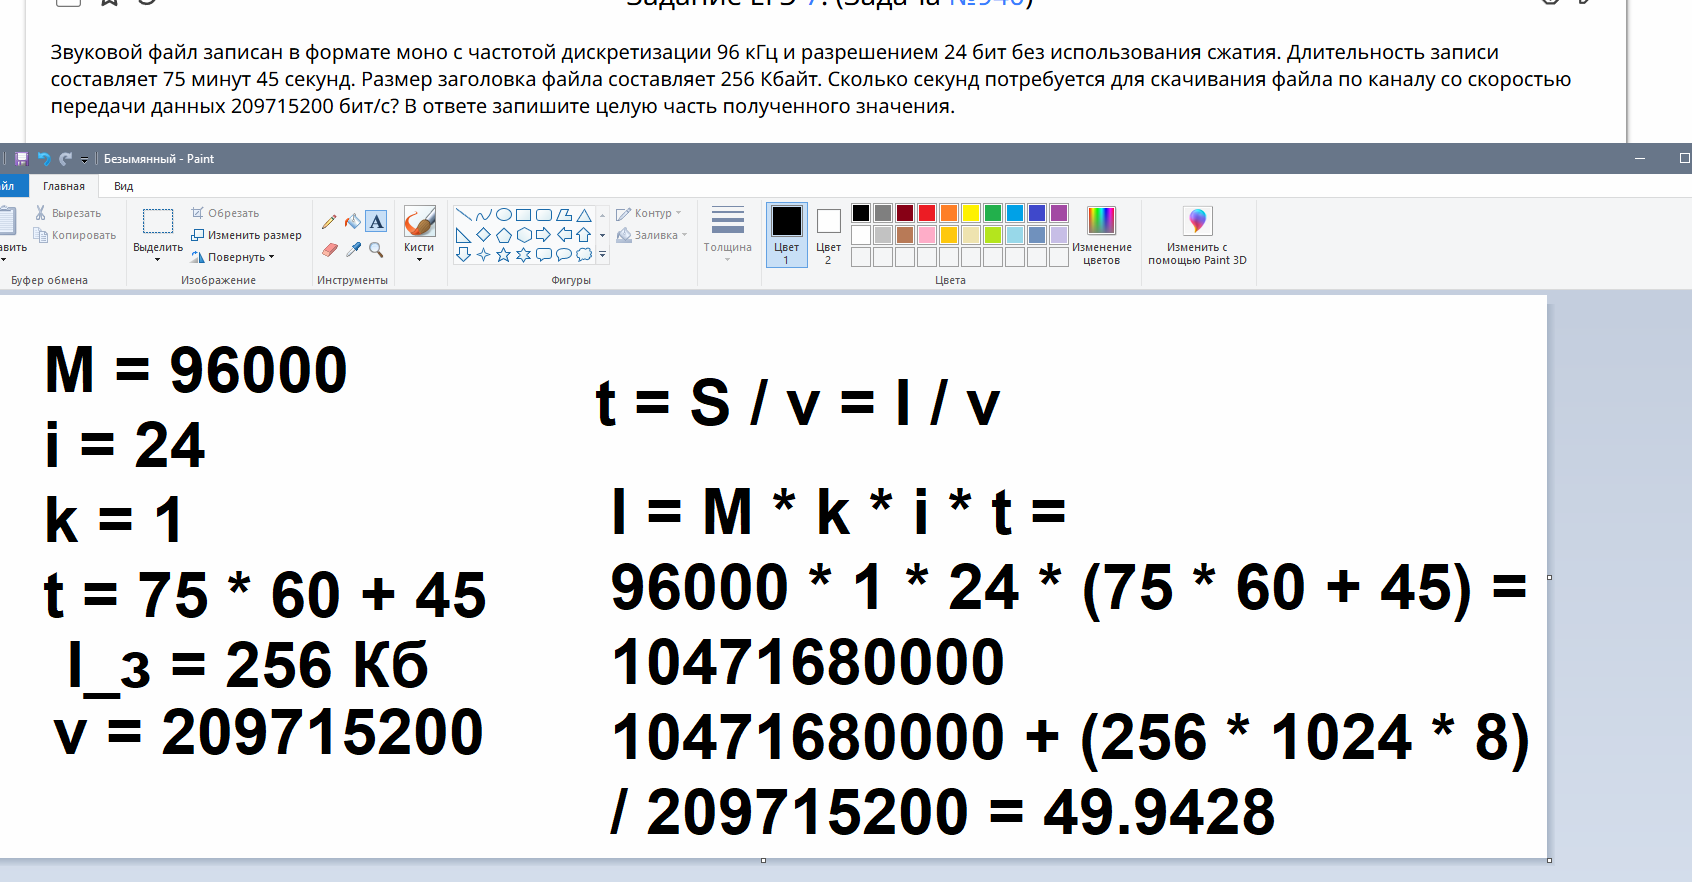 Задание ЕГЭ 7. (Задача №940)
Звуковой файл записан в формате моно с частотой дискретизации 96 кГц и разрешением 24 бит без использования сжатия. Длительность записи
составляет 75 минут 45 секунд. Размер заголовка файла составляет 256 Кбайт. Сколько секунд потребуется для скачивания файла по каналу со скоростью
передачи данных 209715200 бит/с? В ответе запишите целую часть полученного значения.
Безымянный - Paint
Главная
Вид
Вырезать
Копировать
Буфер обмена
Выделить
Обрезать
Изменить размер
Повернуть
Изображение
Инструменты
Кисти
Фигуры
Контур
Заливка
Толщина
Цвет
1
Цвет
2
Цвета
Изменение
цветов
Изменить с
помощью Paint 3D
M = 96000
i = 24
k = 1
t = 75 * 60 + 45
I_з = 256 Кб
v = 209715200
t = S / v = I / v
I = M * k * i * t =
96000 * 1 * 24 * (75 * 60 + 45) =
10471680000
10471680000 + (256 * 1024 * 8)
/ 209715200 = 49.9428